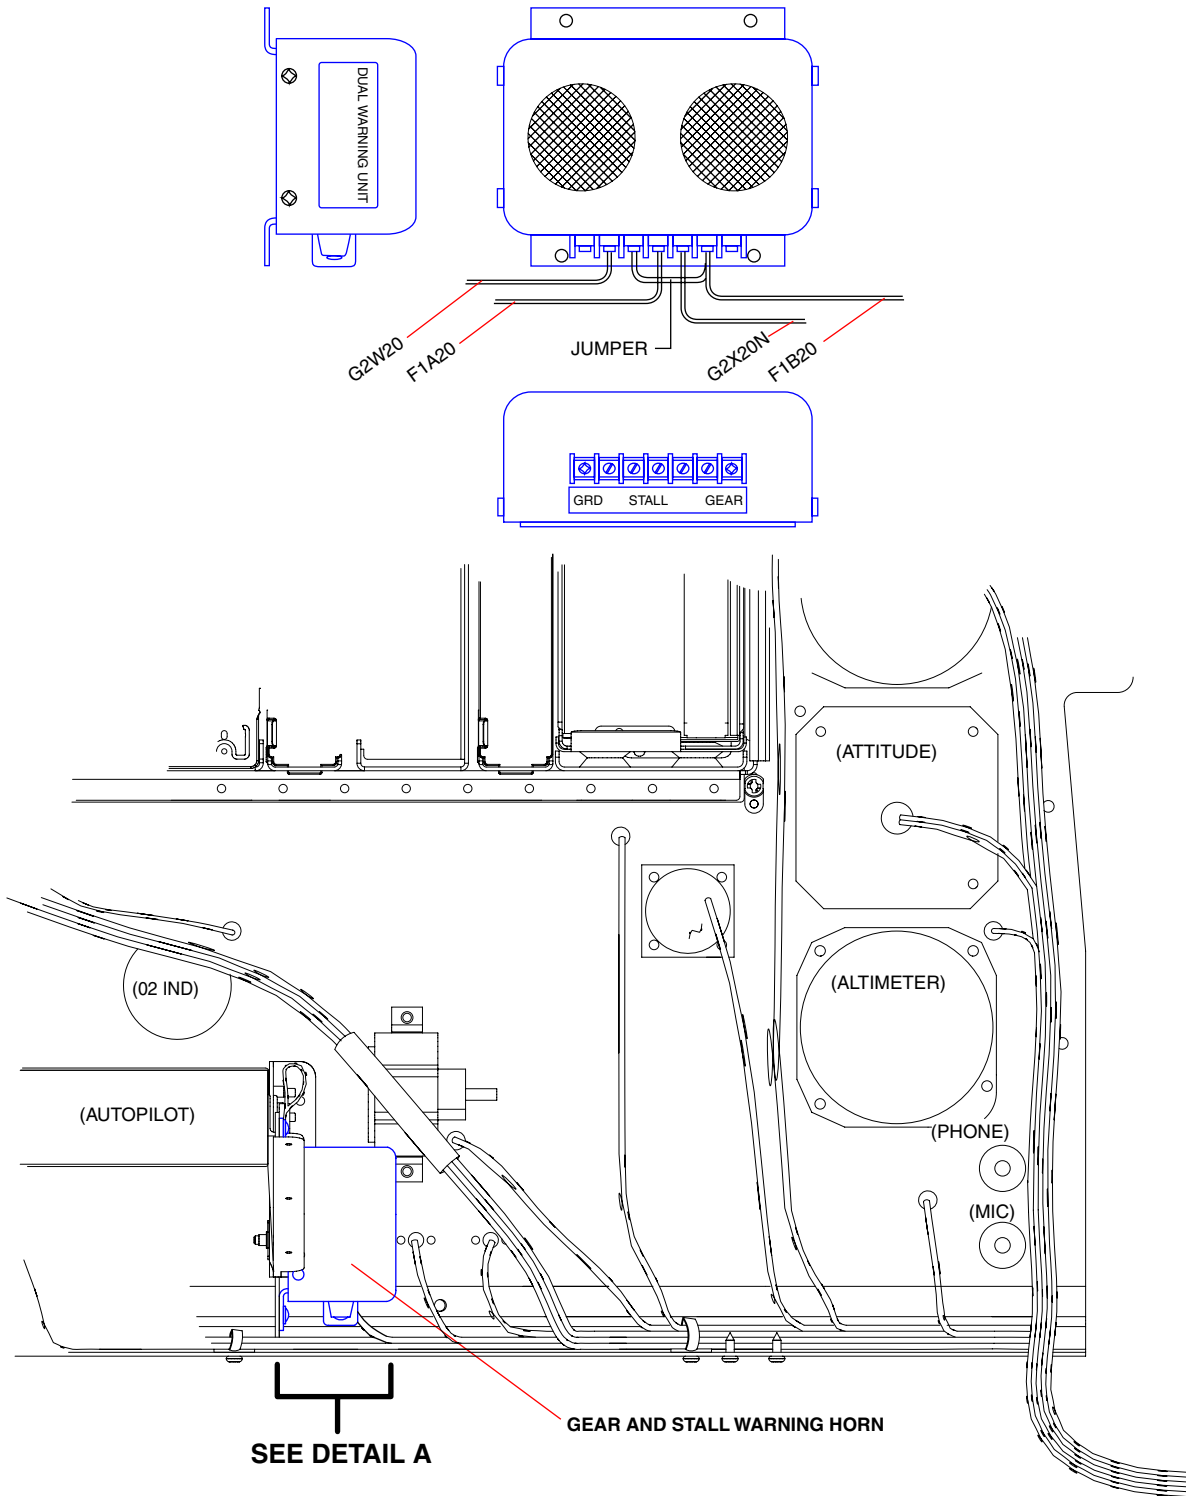 DUAL WARNING UNIT
G2W20
F1A20
JUMPER
G2X20N
F1B20
GRD STALL GEAR
(ATTITUDE)
(02 IND)
(ALTIMETER)
(AUTOPILOT)
(PHONE)
(MIC)
GEAR AND STALL WARNING HORN
SEE DETAIL A